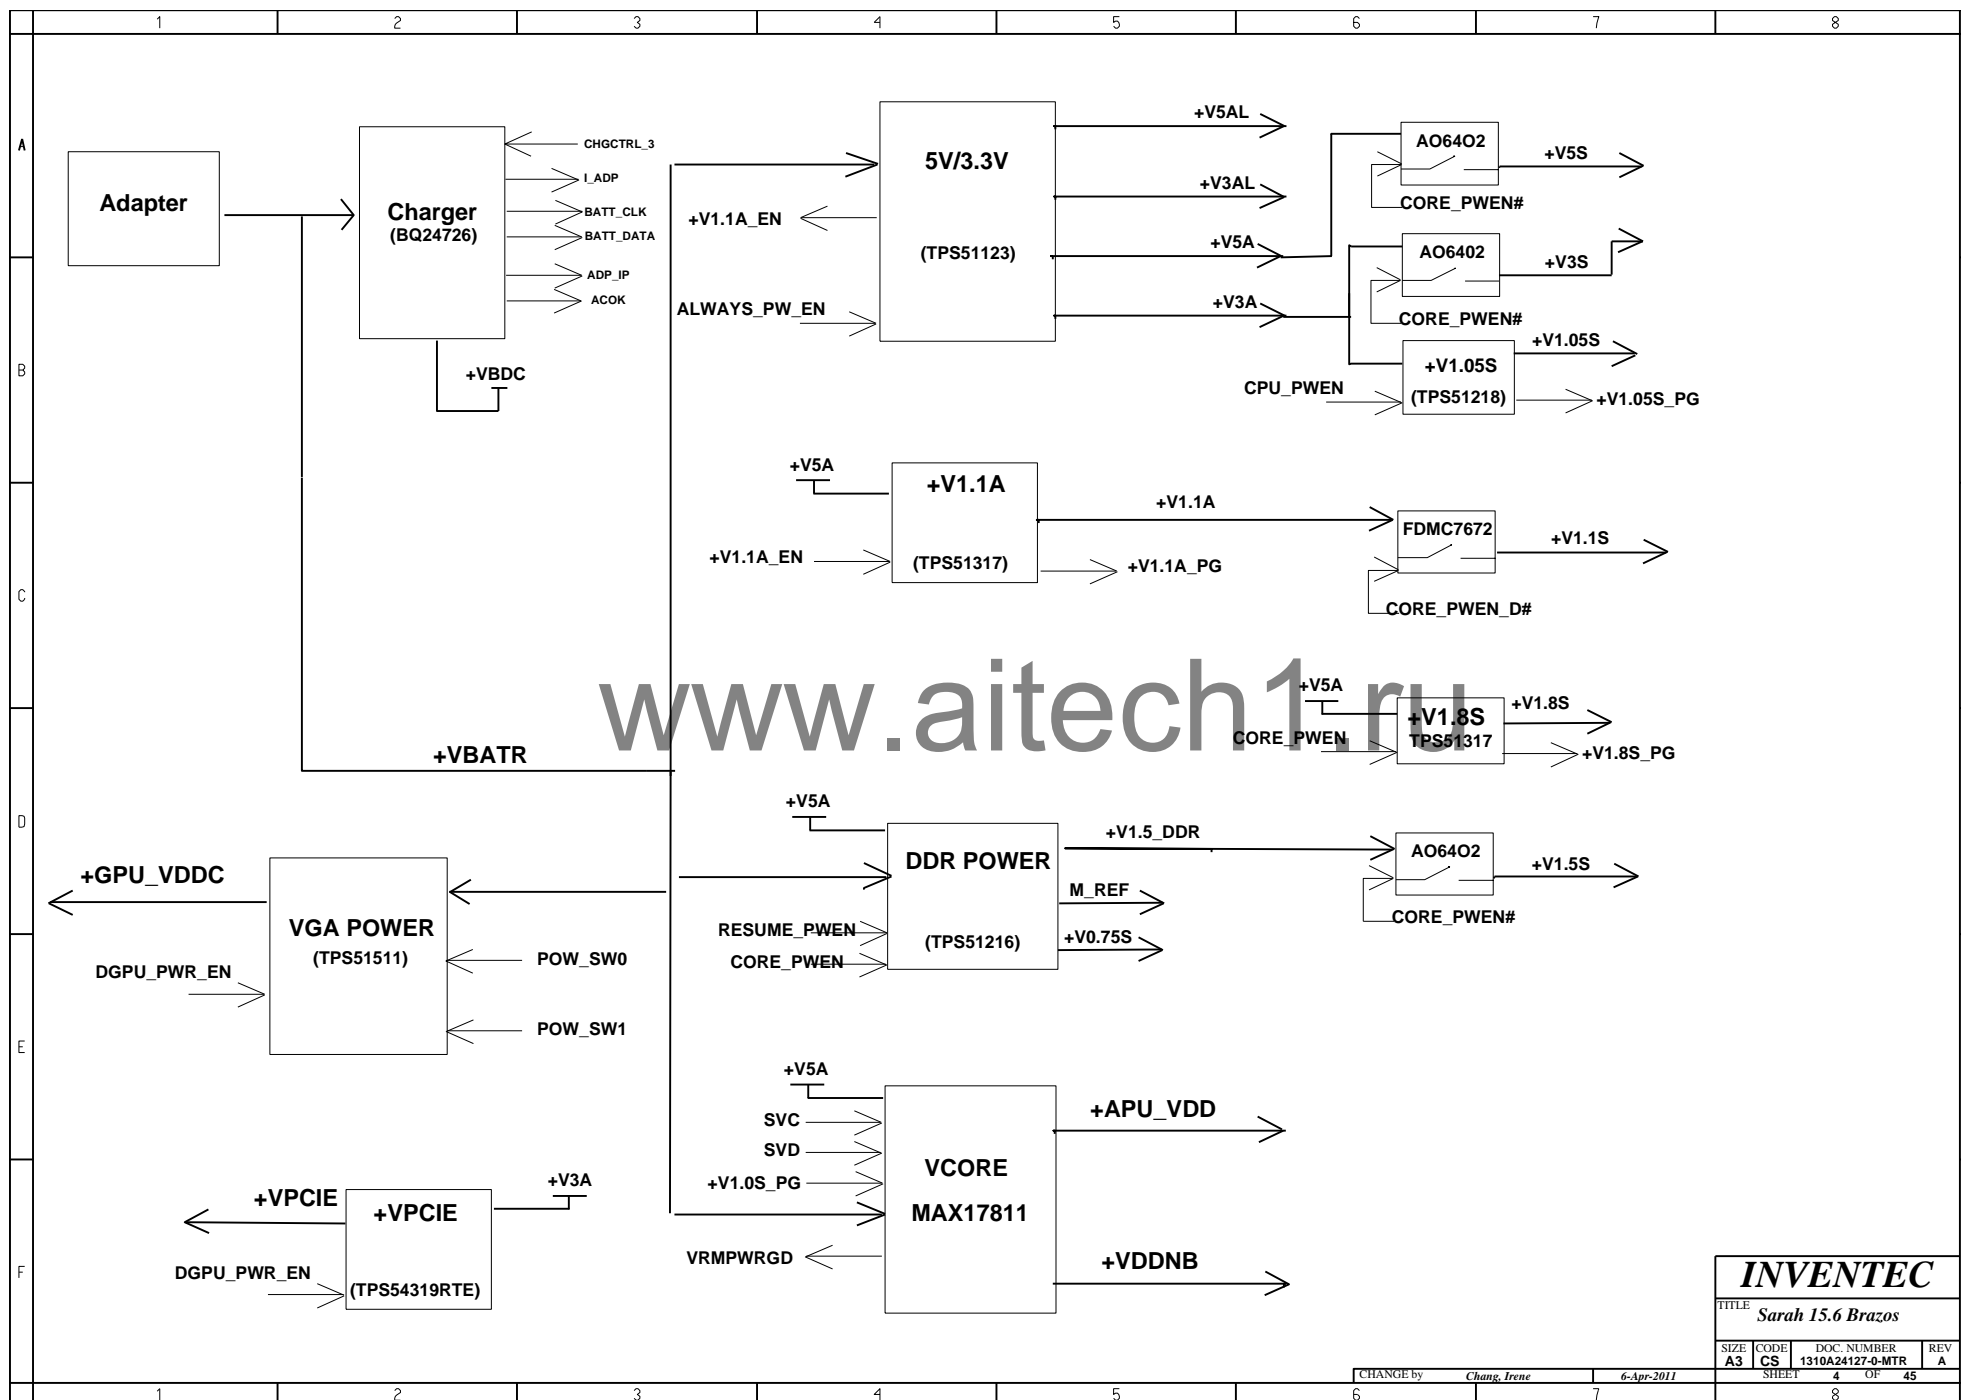 1 2 3 4 5 6 7 8
A
B
C
D
E
F
Adapter
Charger
(BQ24726)
CHGCTRL_3
I_ADP
BATT_CLK
BATT_DATA
ADP_IP
ACOK
+VBDC
5V/3.3V
(TPS51123)
+V1.1A_EN
ALWAYS_PW_EN
+V5AL
+V3AL
+V5A
+V3A
AO64O2
CORE_PWEN#
+V5S
AO6402
CORE_PWEN#
+V3S
+V1.05S
(TPS51218)
CPU_PWEN
+V1.05S
+V1.05S_PG
+V5A
+V1.1A
(TPS51317)
+V1.1A_EN
+V1.1A
+V1.1A_PG
FDMC7672
CORE_PWEN_D#
+V1.1S
www.aitech1.ru
+V5A
+V1.8S
TPS51317
CORE_PWEN
+V1.8S
+V1.8S_PG
+VBATR
+V5A
DDR POWER
(TPS51216)
RESUME_PWEN
CORE_PWEN
+V1.5_DDR
M_REF
+V0.75S
AO64O2
CORE_PWEN#
+V1.5S
+GPU_VDDC
VGA POWER
(TPS51511)
DGPU_PWR_EN
POW_SW0
POW_SW1
+V5A
SVC
SVD
+V1.0S_PG
VRMPWRGD
VCORE
MAX17811
+APU_VDD
+VDDNB
+VPCIE
+VPCIE
(TPS54319RTE)
+V3A
DGPU_PWR_EN
INVENTEC
TITLE
Sarah 15.6 Brazos
SIZE CODE DOC. NUMBER REV
A3 CS 1310A24127-0-MTR A
CHANGE by Chang, Irene 6-Apr-2011 SHEET 4 OF 45
1 2 3 4 5 6 7 8